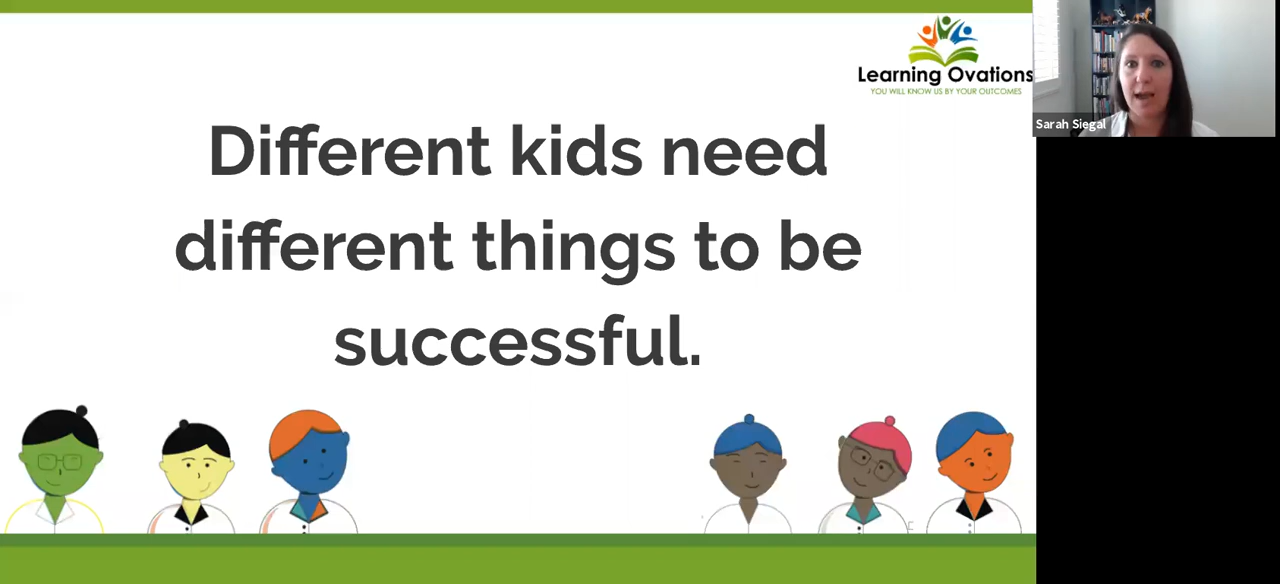 Learning Ovations
YOU WILL KNOW US BY YOUR OUTCOMES
Sarah Siegal
Different kids need
different things to be
successful.